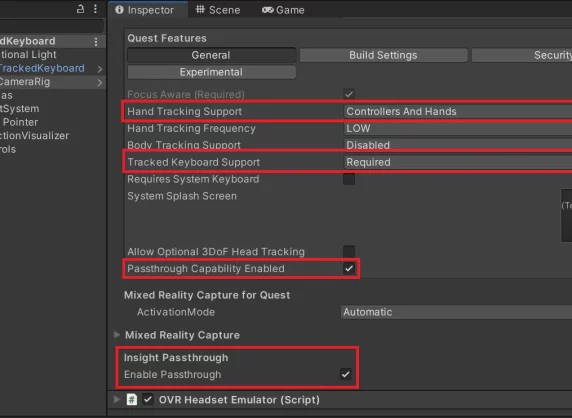 Inspector Scene Game
dKeyboard
tional Light
TrackedKeyboard
CameraRig
as
tSystem
Pointer
ctionVisualizer
rols
Quest Features
General Build Settings Security
Experimental
Focus Aware (Required)
Hand Tracking Support Controllers And Hands
Hand Tracking Frequency LOW
Body Tracking Support Disabled
Tracked Keyboard Support Required
Requires System Keyboard
System Splash Screen
(Te
Allow Optional 3DoF Head Tracking
Passthrough Capability Enabled
Mixed Reality Capture for Quest
ActivationMode Automatic
Mixed Reality Capture
Insight Passthrough
Enable Passthrough
# OVR Headset Emulator (Script)